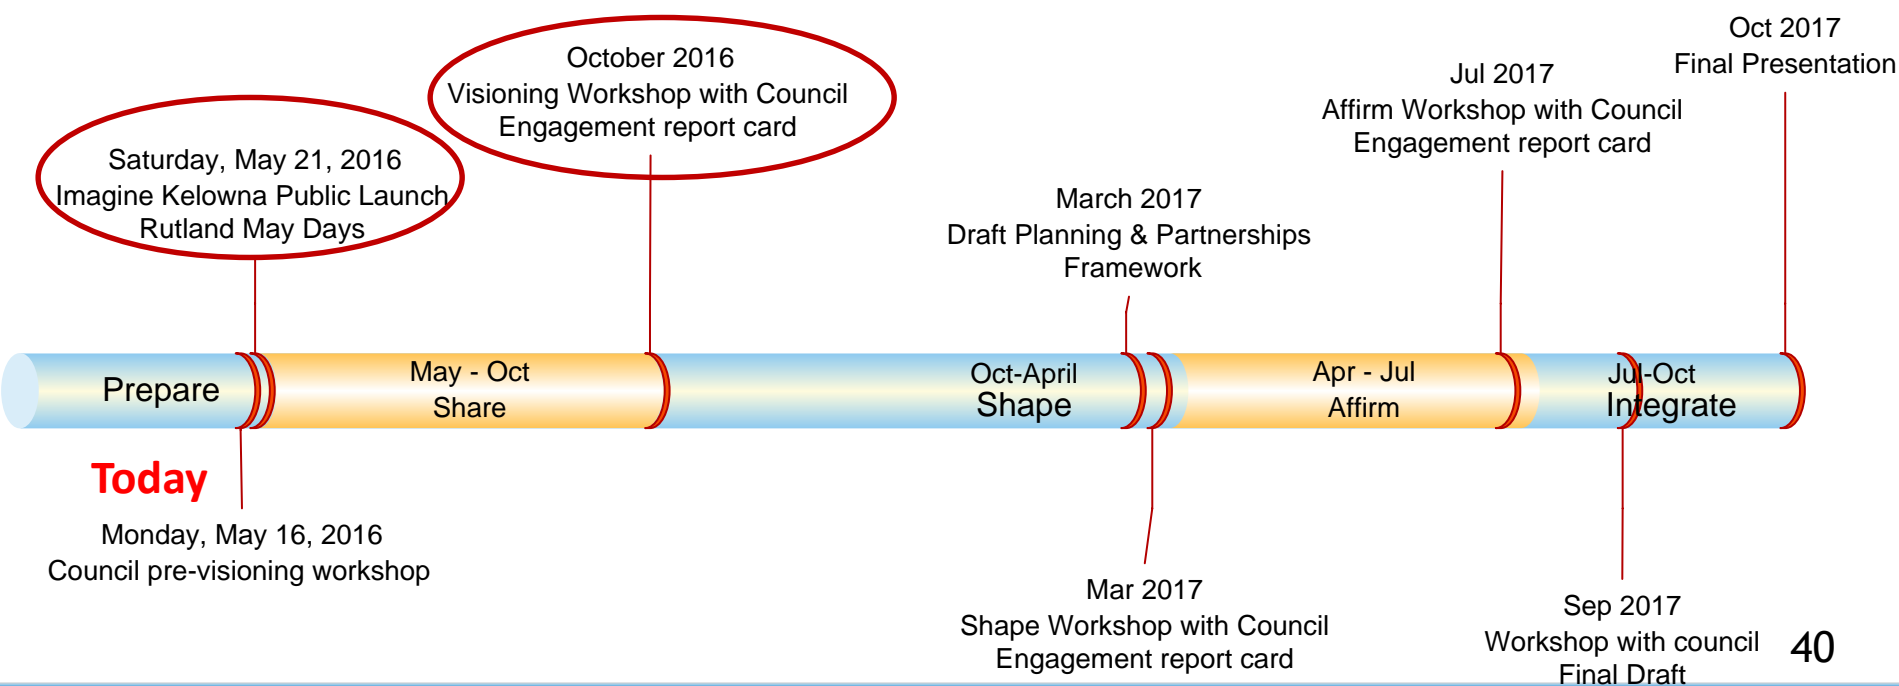 Oct 2017
Final Presentation
October 2016
Visioning Workshop with Council
Engagement report card
Jul 2017
Affirm Workshop with Council
Engagement report card
Saturday, May 21, 2016
Imagine Kelowna Public Launch
Rutland May Days
March 2017
Draft Planning & Partnerships
Framework
Prepare
May - Oct
Share
Oct-April
Shape
Apr - Jul
Affirm
Jul-Oct
Integrate
Today
Monday, May 16, 2016
Council pre-visioning workshop
Mar 2017
Shape Workshop with Council
Engagement report card
Sep 2017
Workshop with council
Final Draft
40